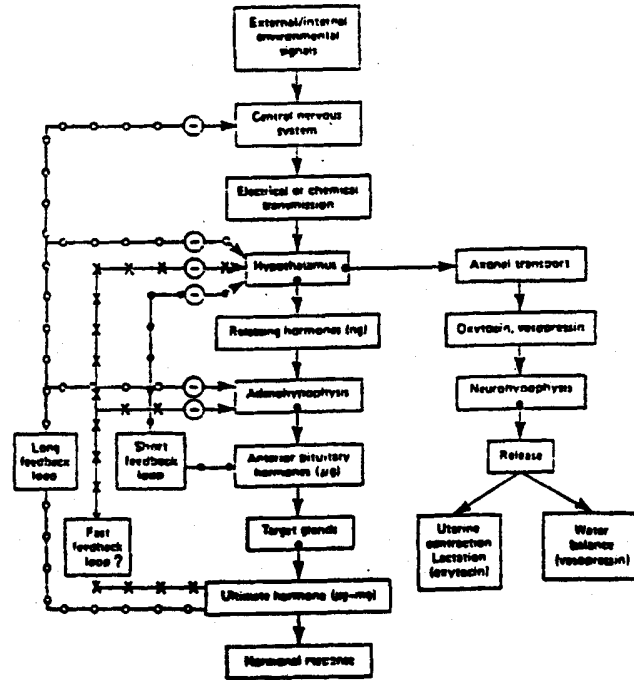 External/internal
environmental
signals
Central nervous
system
Electrical or chemical
transmission
Hypothalamus
Axonal transport
Releasing hormones (ng)
Oxytocin, vasopressin
Adenohypophysis
Neurohypophysis
Long
feedback
loop
Short
feedback
loop
Anterior pituitary
hormones (µg)
Release
Target glands
Fast
feedback
loop ?
Uterine
contraction
Lactation
(oxytocin)
Water
balance
(vasopressin)
Ultimate hormone (µg–mg)
Hormonal response